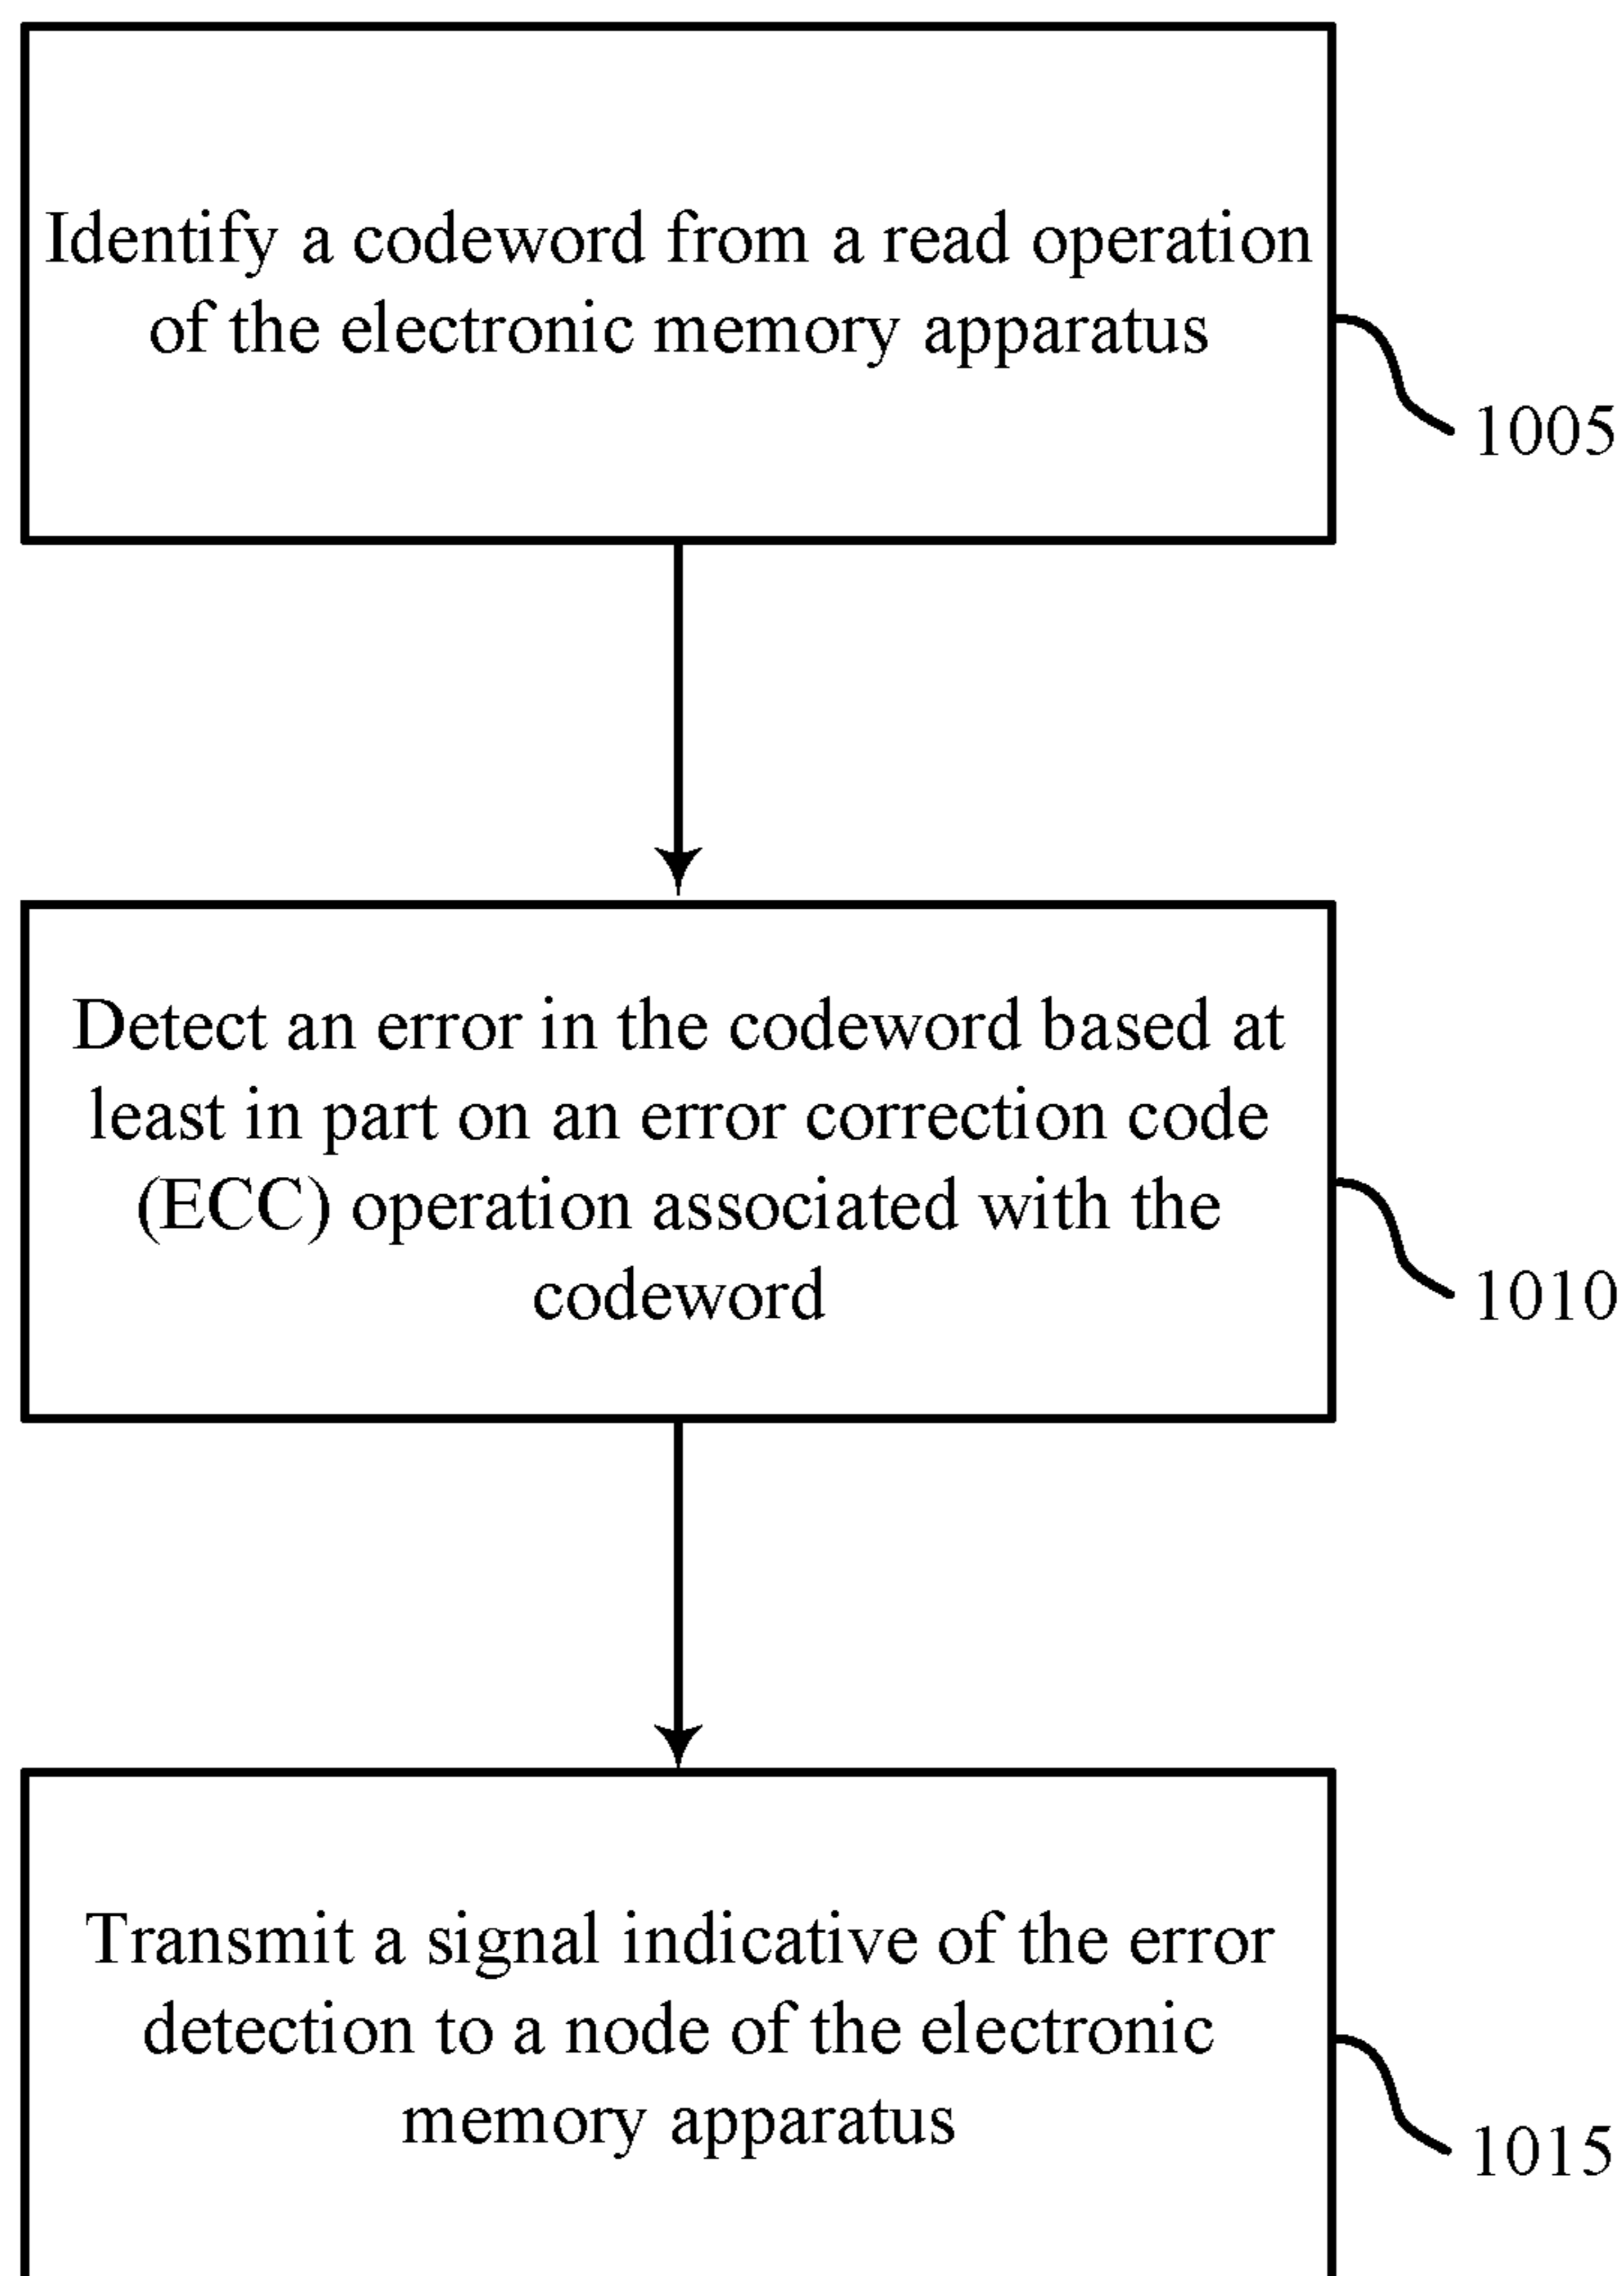 Identify a codeword from a read operation
of the electronic memory apparatus
1005
Detect an error in the codeword based at
least in part on an error correction code
(ECC) operation associated with the
codeword
1010
Transmit a signal indicative of the error
detection to a node of the electronic
memory apparatus
1015